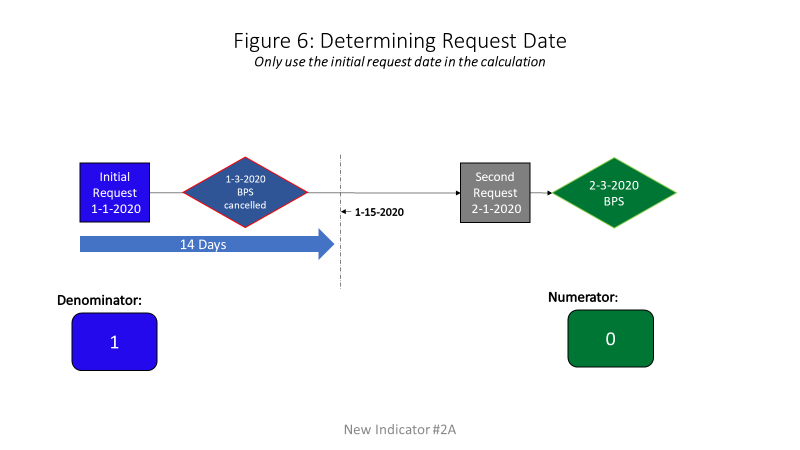 Figure 6: Determining Request Date
Only use the initial request date in the calculation
Initial
Request
1-1-2020
1-3-2020
BPS
cancelled
Second
Request
2-1-2020
2-3-2020
BPS
1-15-2020
14 Days
Denominator:
1
Numerator:
0
New Indicator #2A